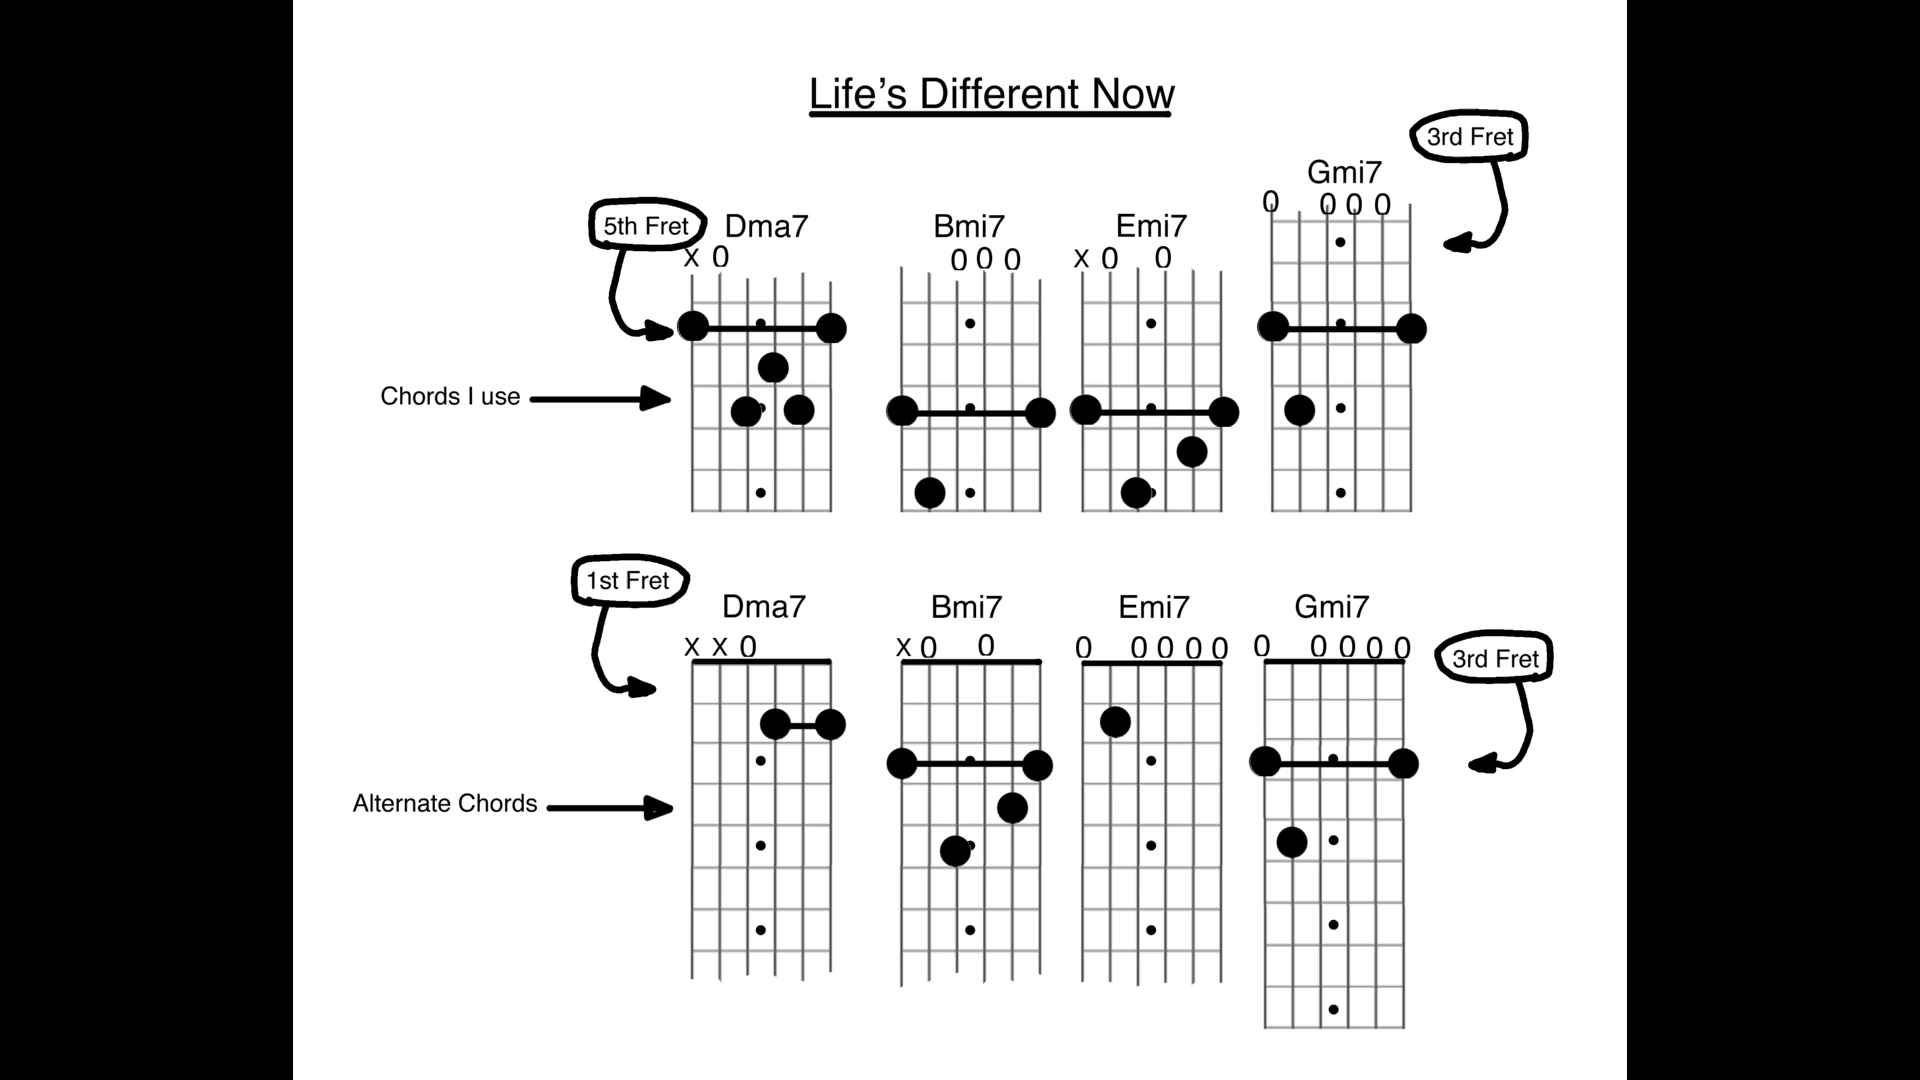 Life's Different Now
3rd Fret
Gmi7
0 0 0 0
5th Fret
Dma7
Bmi7
Emi7
X 0
0 0 0
X 0 0
Chords I use
1st Fret
Dma7
Bmi7
Emi7
Gmi7
X X 0
X 0 0
0 0 0 0 0
0 0 0 0 0
3rd Fret
Alternate Chords